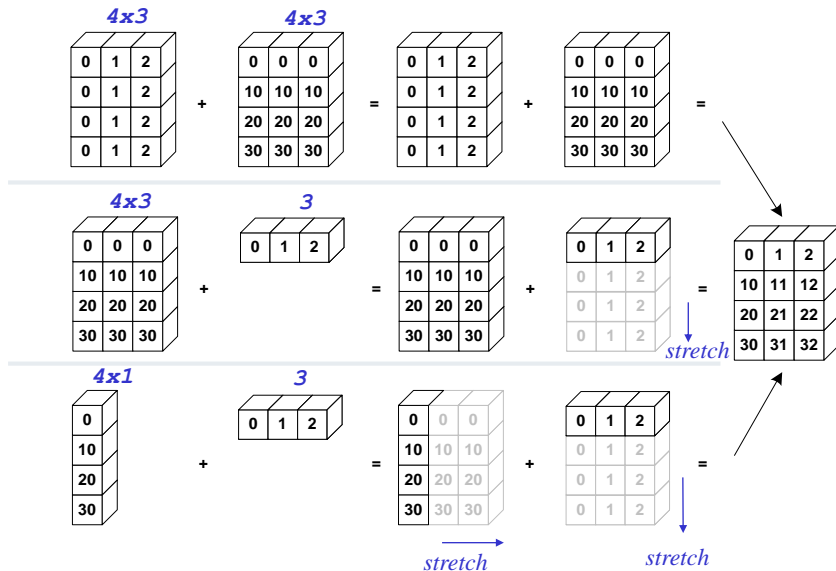 4x3 4x3
0 1 2 0 0 0 0 1 2 0 0 0
0 1 2 10 10 10 0 1 2 10 10 10
+ = + =
0 1 2 20 20 20 0 1 2 20 20 20
0 1 2 30 30 30 0 1 2 30 30 30
4x3 3
0 0 0 0 1 2 0 0 0 0 1 2
10 10 10 10 10 10 0 1 2
+ = + =
20 20 20 20 20 20 0 1 2
30 30 30 30 30 30 0 1 2
stretch
0 1 2
10 11 12
20 21 22
30 31 32
4x1 3
0 0 1 2 0 0 0 0 1 2
10 10 10 10 0 1 2
+ = + =
20 20 20 20 0 1 2
30 30 30 30 0 1 2
stretch stretch